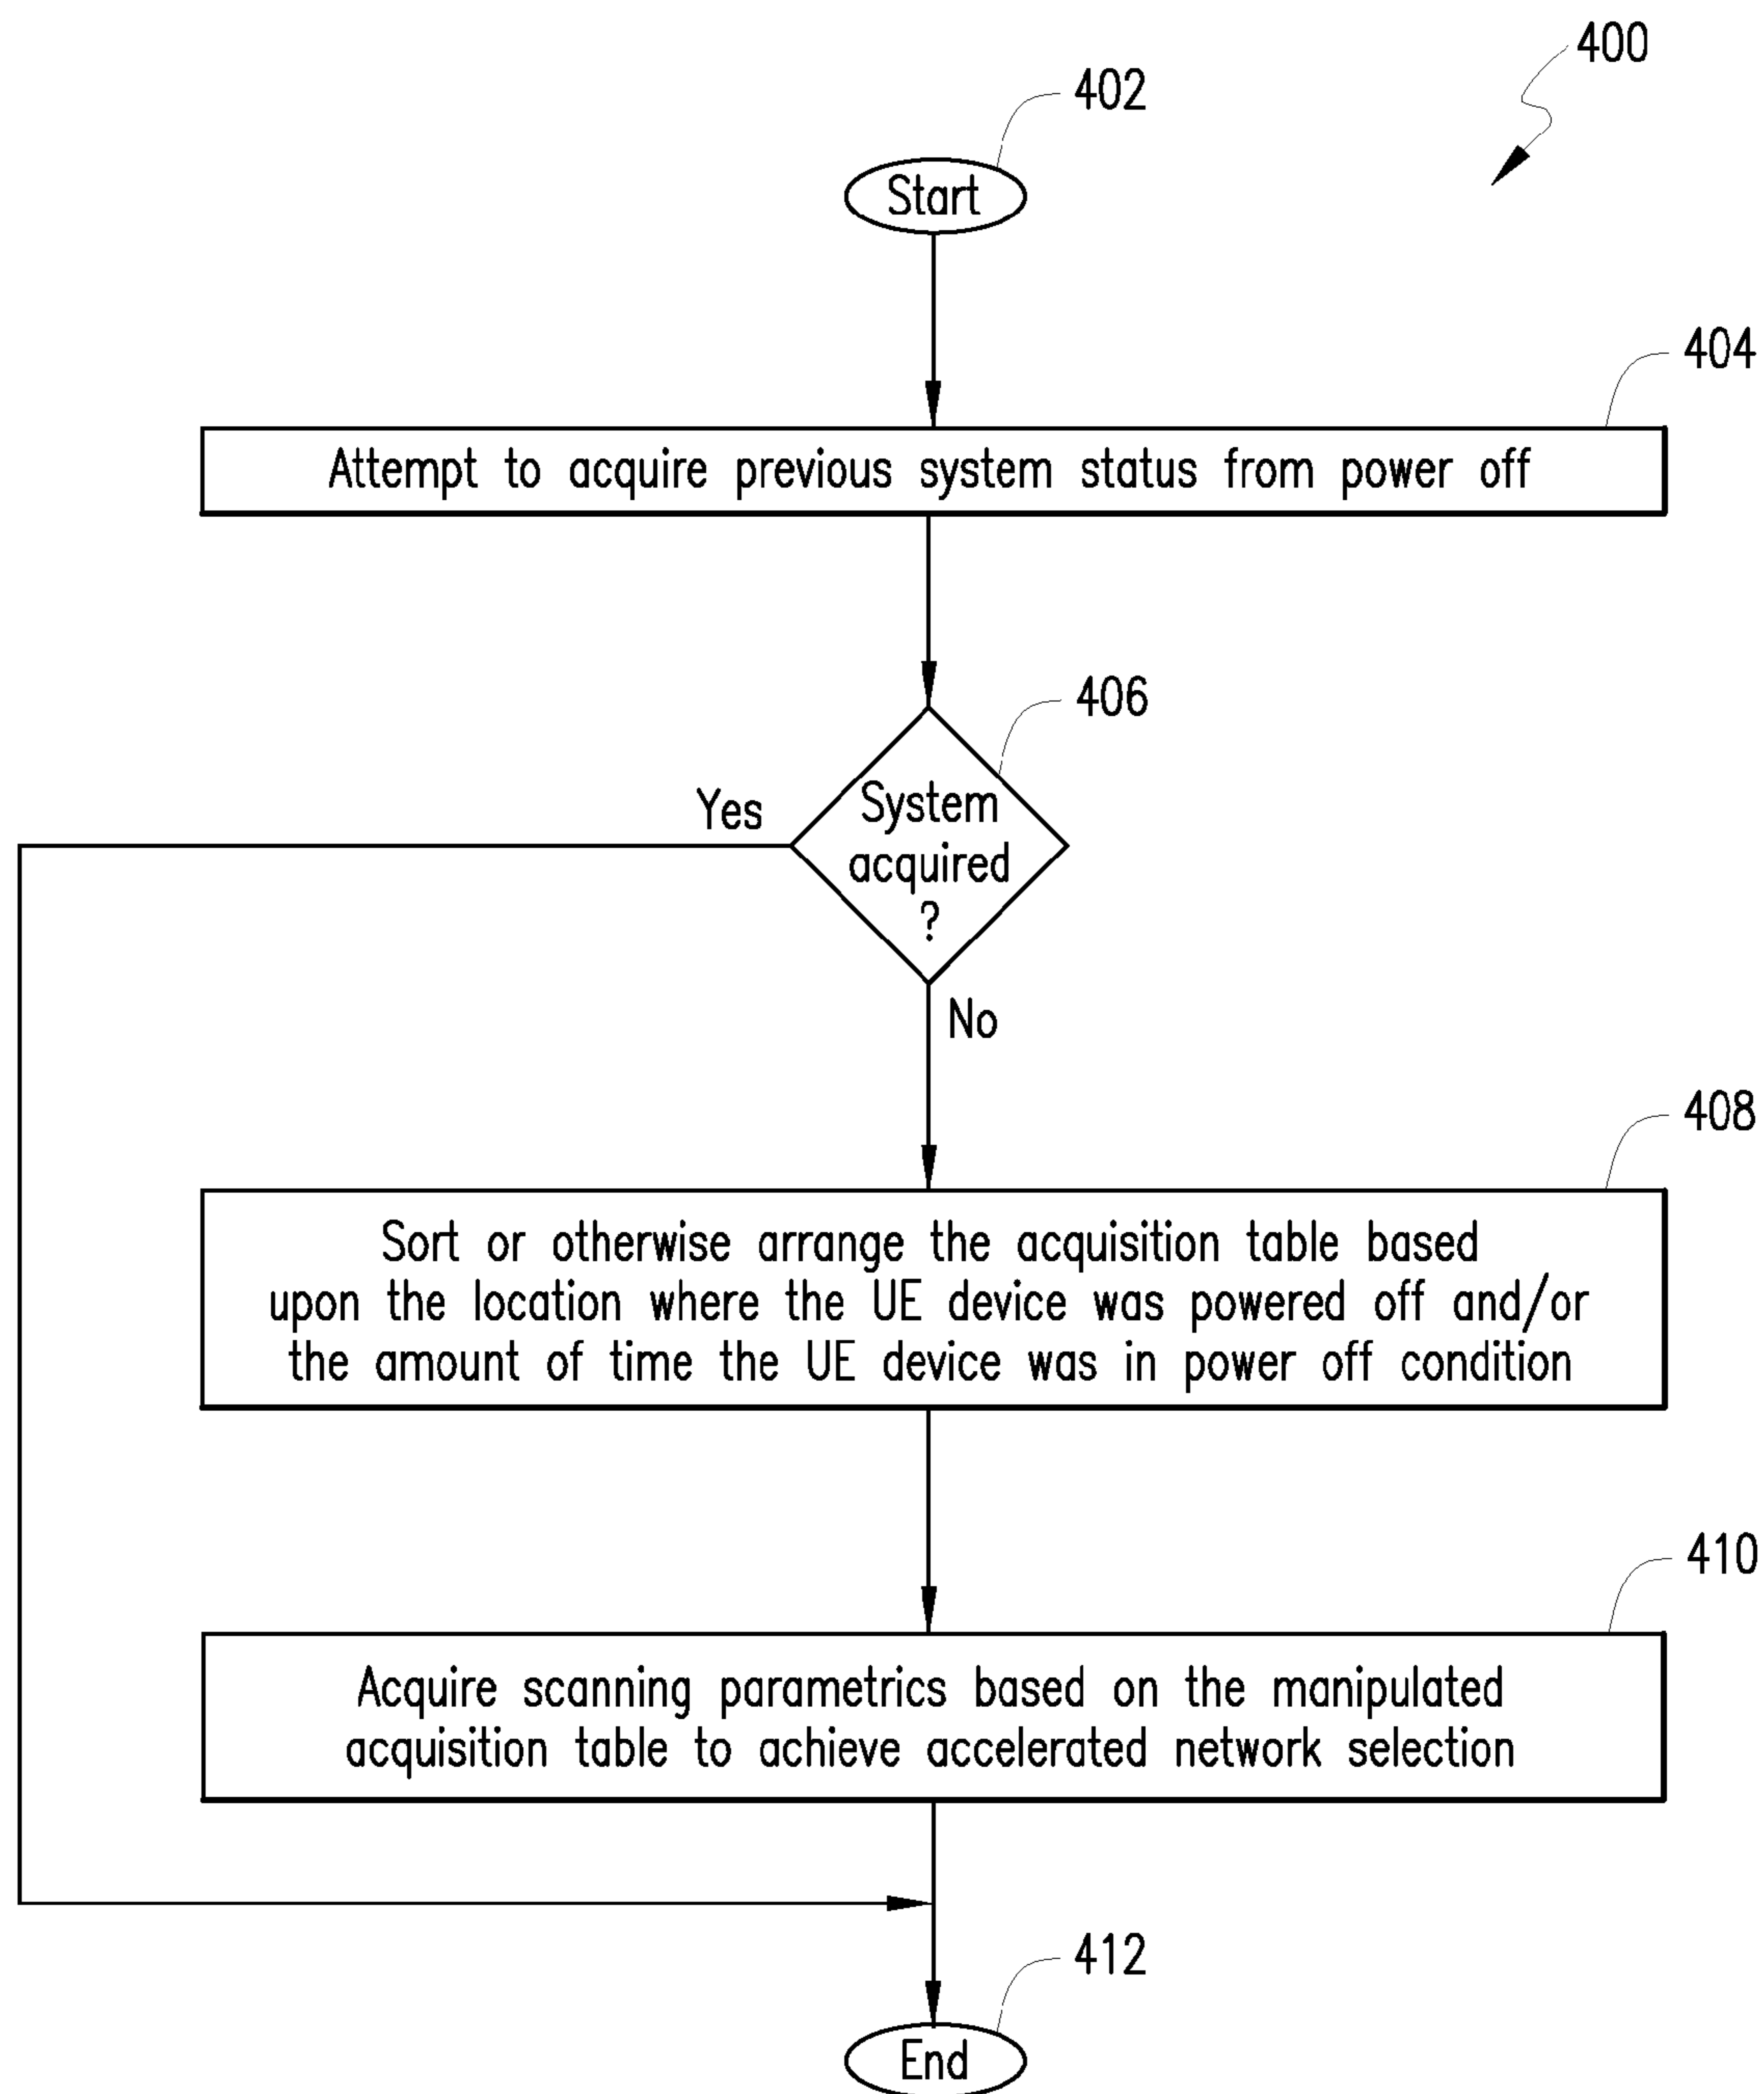 400
402
Start
404
Attempt to acquire previous system status from power off
406
Yes
System
acquired
?
No
408
Sort or otherwise arrange the acquisition table based
upon the location where the UE device was powered off and/or
the amount of time the UE device was in power off condition
410
Acquire scanning parametrics based on the manipulated
acquisition table to achieve accelerated network selection
412
End